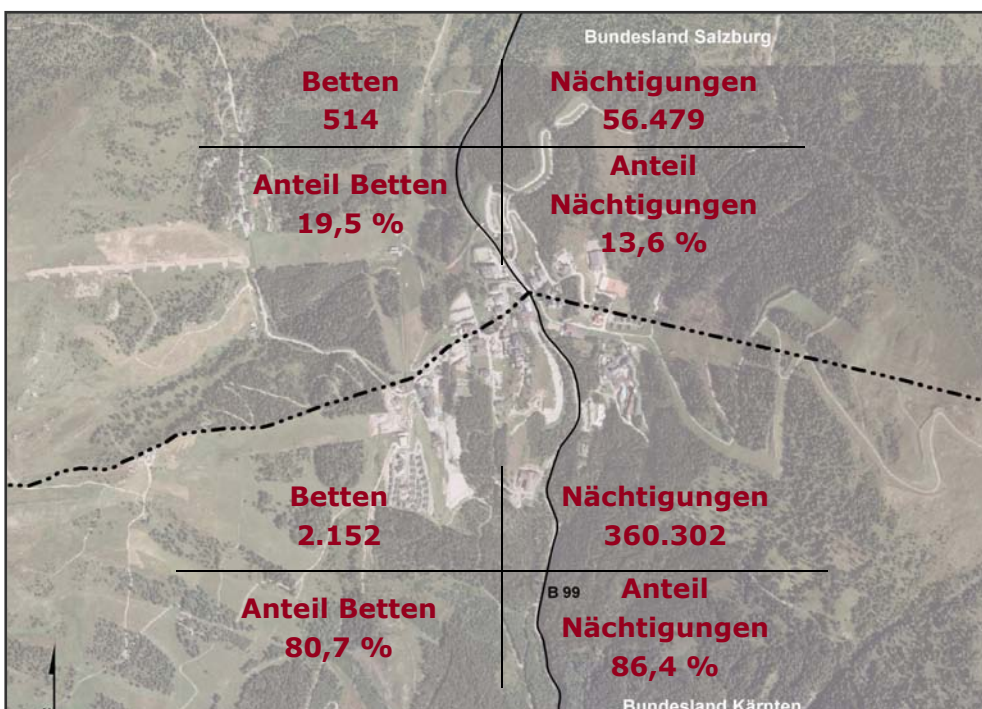 Bundesland Salzburg
Betten
514
Nächtigungen
56.479
Anteil Betten
19,5 %
Anteil
Nächtigungen
13,6 %
Betten
2.152
Nächtigungen
360.302
B 99
Anteil Betten
80,7 %
Anteil
Nächtigungen
86,4 %
Bundesland Kärnten